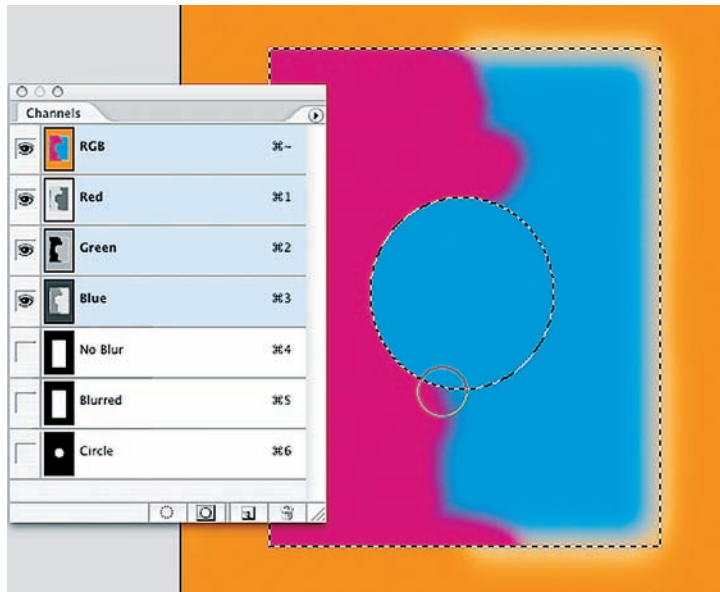 Channels
RGB ⌘~
Red ⌘1
Green ⌘2
Blue ⌘3
No Blur ⌘4
Blurred ⌘5
Circle ⌘6